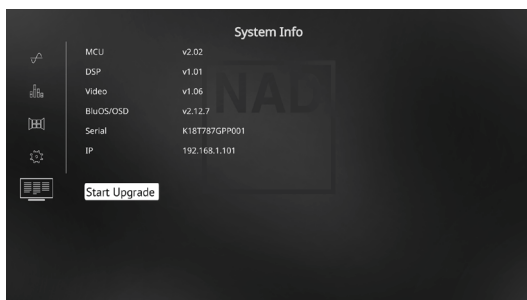 System Info
MCU v2.02
DSP v1.01
Video v1.06
BluOS/OSD v2.12.7
Serial K18T787GPP001
IP 192.168.1.101
Start Upgrade
NAD